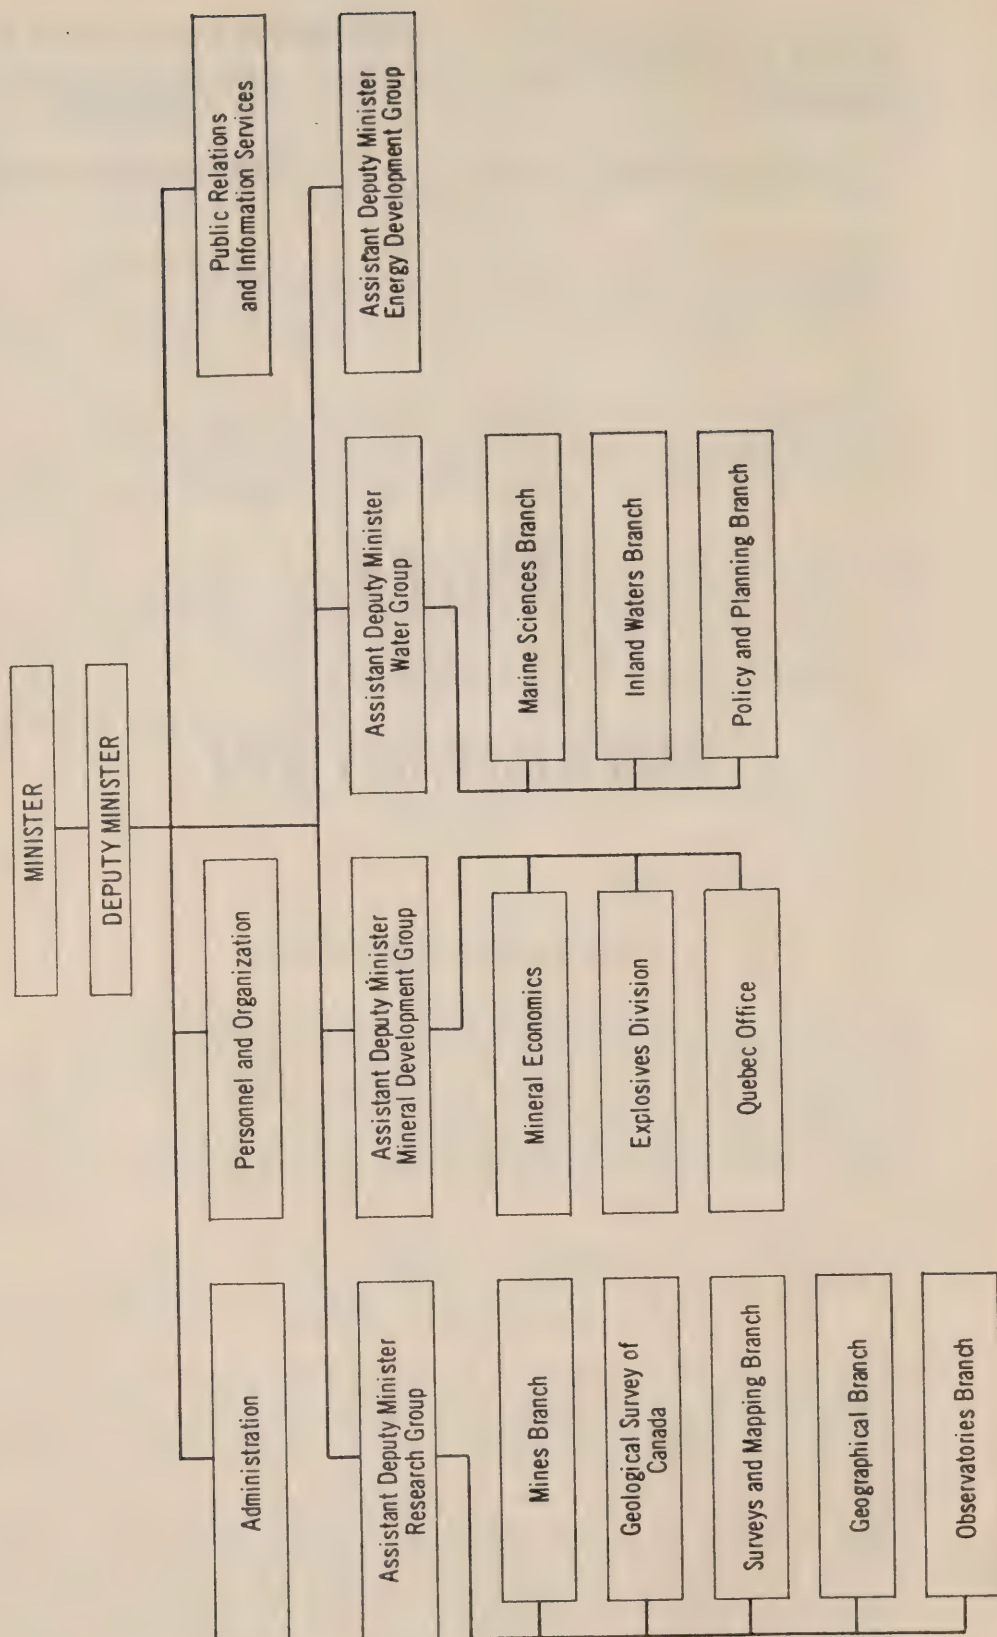 MINISTER
DEPUTY MINISTER
Administration
Personnel and Organization
Public Relations
and Information Services
Assistant Deputy Minister
Research Group
Assistant Deputy Minister
Mineral Development Group
Assistant Deputy Minister
Water Group
Assistant Deputy Minister
Energy Development Group
Mines Branch
Geological Survey of
Canada
Surveys and Mapping Branch
Geographical Branch
Observatories Branch
Mineral Economics
Explosives Division
Quebec Office
Marine Sciences Branch
Inland Waters Branch
Policy and Planning Branch